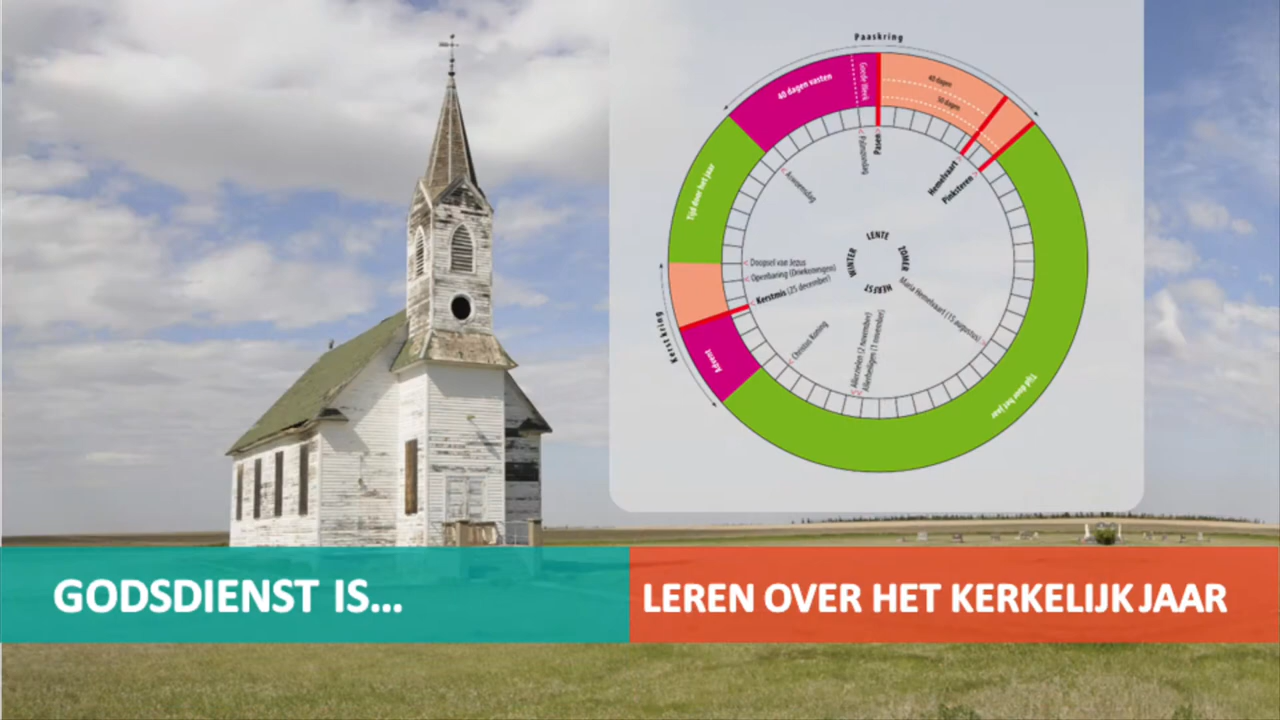 Paaskring
40 dagen vasten
Goede Week
40 dagen
50 dagen
Tijd door het jaar
Palmzondag
Pasen
Hemelvaart
Pinksteren
Aswoensdag
LENTE
ZOMER
HERFST
WINTER
Doopsel van Jezus
Openbaring (Driekoningen)
Kerstmis (25 december)
Maria Hemelvaart (15 augustus)
Kerstkring
Advent
Christus Koning
Allerzielen (2 november)
Allerheiligen (1 november)
Tijd door het jaar
GODSDIENST IS...
LEREN OVER HET KERKELIJK JAAR